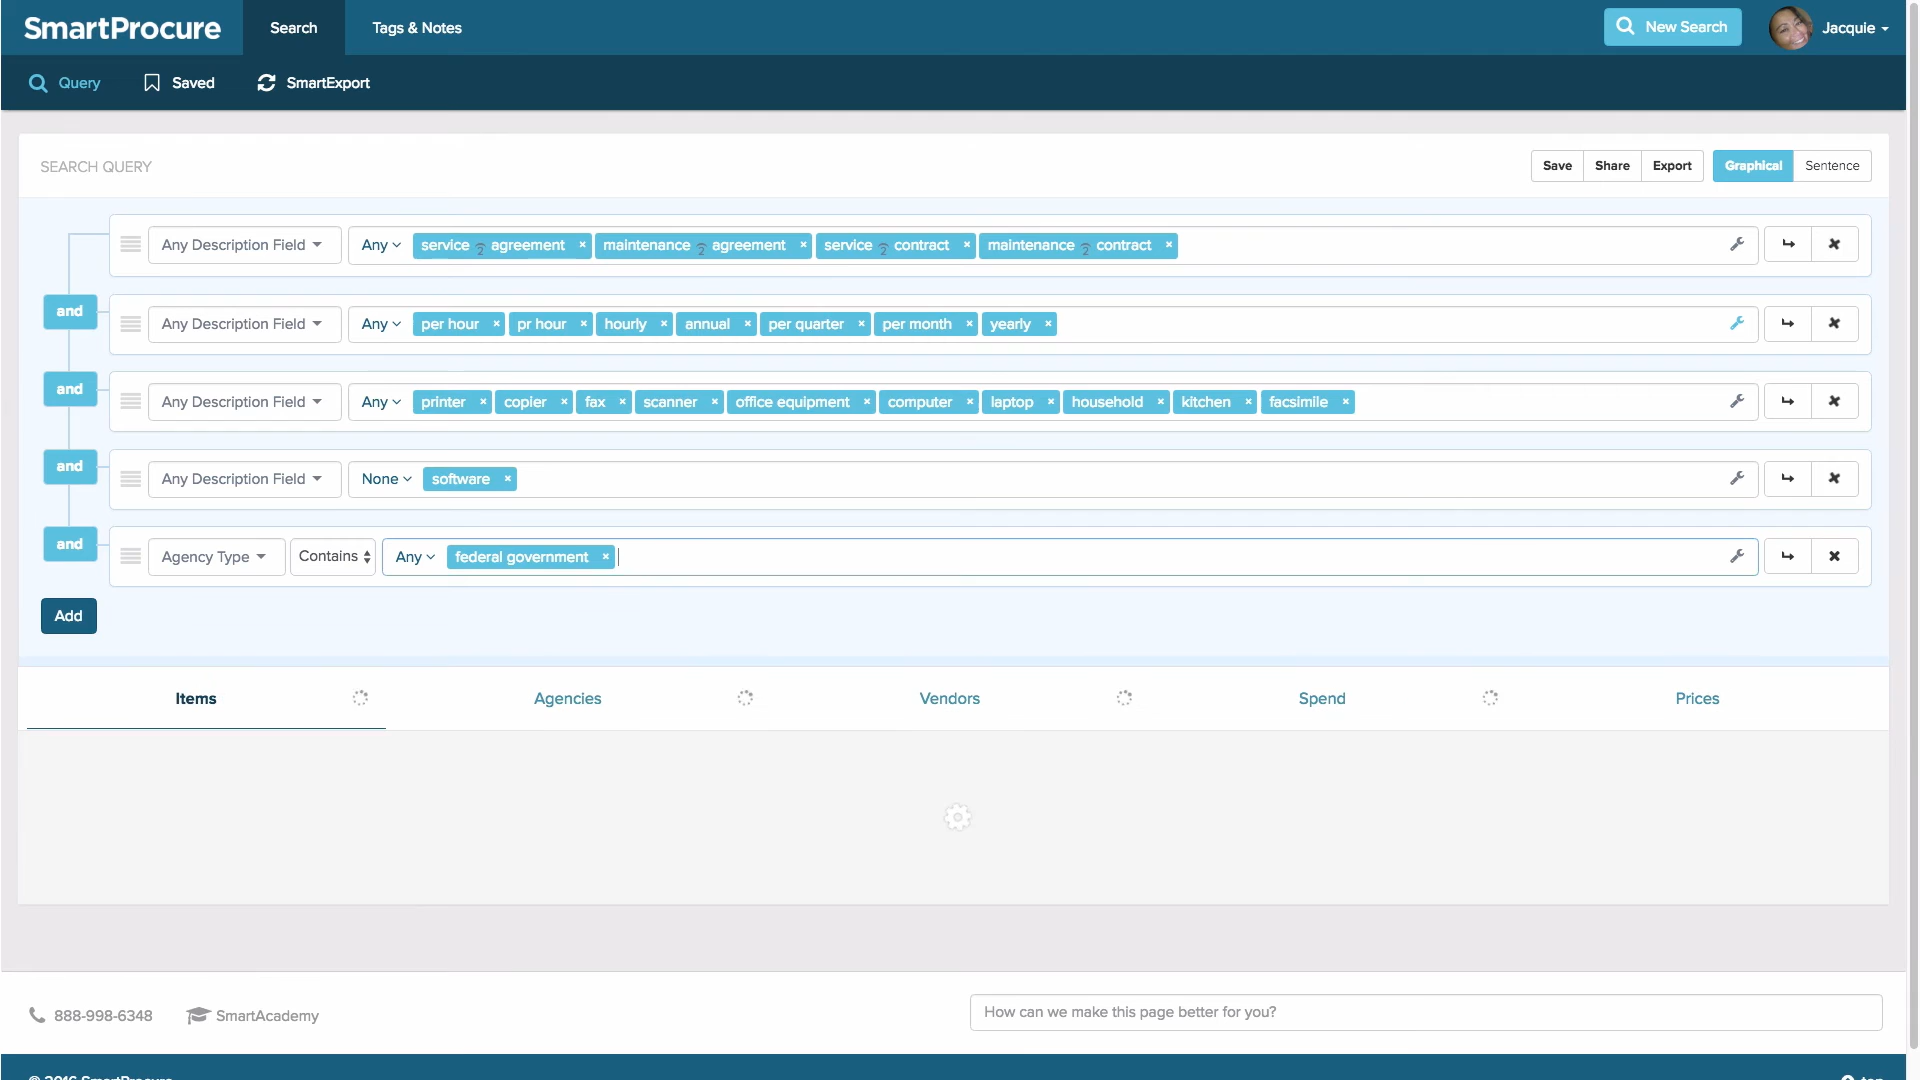 SmartProcure Search Tags & Notes New Search Jacquie
Query Saved SmartExport
SEARCH QUERY Save Share Export Graphical Sentence
Any Description Field Any service 2 agreement × maintenance 2 agreement × service 2 contract × maintenance 2 contract ×
and Any Description Field Any per hour × pr hour × hourly × annual × per quarter × per month × yearly ×
and Any Description Field Any printer × copier × fax × scanner × office equipment × computer × laptop × household × kitchen × facsimile ×
and Any Description Field None software ×
and Agency Type Contains Any federal government ×
Add
Items Agencies Vendors Spend Prices
888-998-6348 SmartAcademy How can we make this page better for you?
© 2016 SmartProcure top